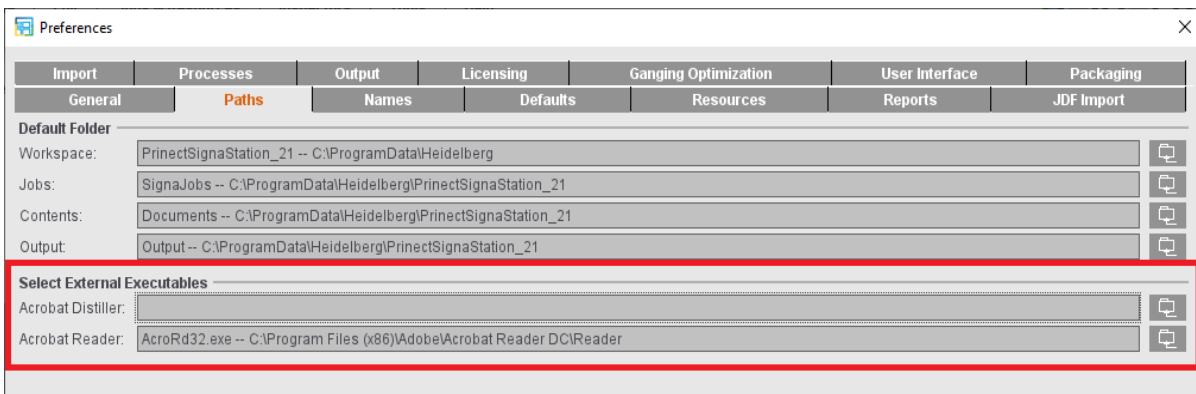 Preferences
Import Processes Output Licensing Ganging Optimization User Interface Packaging
General Paths Names Defaults Resources Reports JDF Import
Default Folder
Workspace: PrinectSignaStation_21 -- C:\ProgramData\Heidelberg
Jobs: SignaJobs -- C:\ProgramData\Heidelberg\PrinectSignaStation_21
Contents: Documents -- C:\ProgramData\Heidelberg\PrinectSignaStation_21
Output: Output -- C:\ProgramData\Heidelberg\PrinectSignaStation_21
Select External Executables
Acrobat Distiller:
Acrobat Reader: AcroRd32.exe -- C:\Program Files (x86)\Adobe\Acrobat Reader DC\Reader